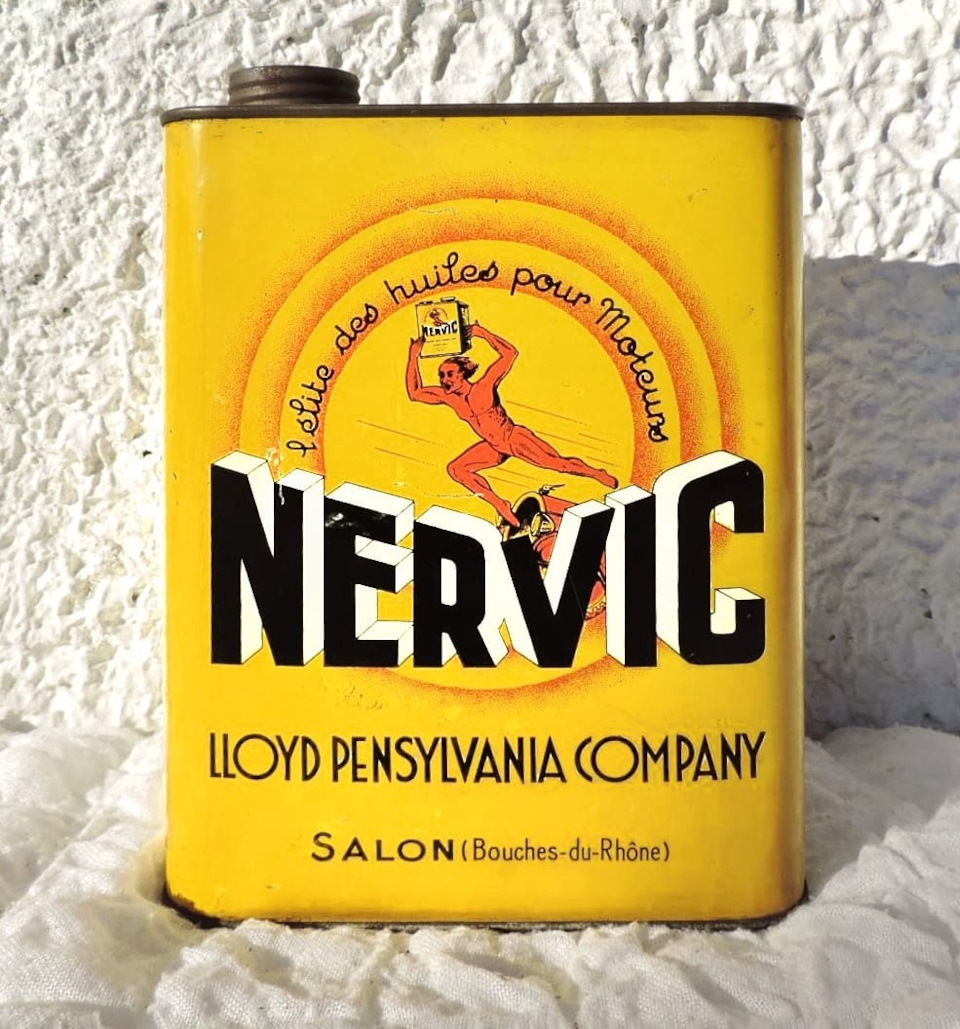 l'élite des huiles pour Moteurs
NERVIC
NERVIC
LLOYD PENSYLVANIA COMPANY
SALON (Bouches-du-Rhône)